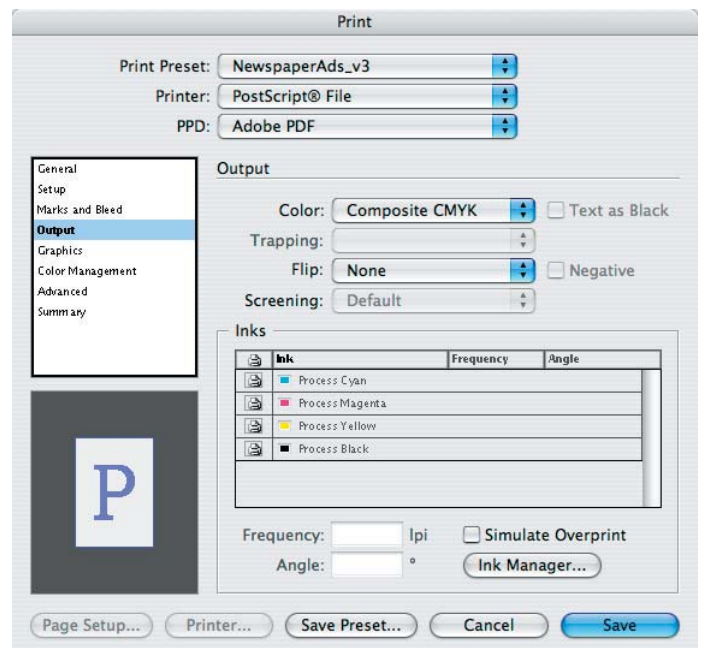 Print
Print Preset: NewspaperAds_v3
Printer: PostScript® File
PPD: Adobe PDF
General
Setup
Marks and Bleed
Output
Graphics
Color Management
Advanced
Summary
Output
Color: Composite CMYK Text as Black
Trapping:
Flip: None Negative
Screening: Default
Inks
Ink Frequency Angle
Process Cyan
Process Magenta
Process Yellow
Process Black
Frequency: lpi Simulate Overprint
Angle: ° Ink Manager...
P
Page Setup... Printer... Save Preset... Cancel Save